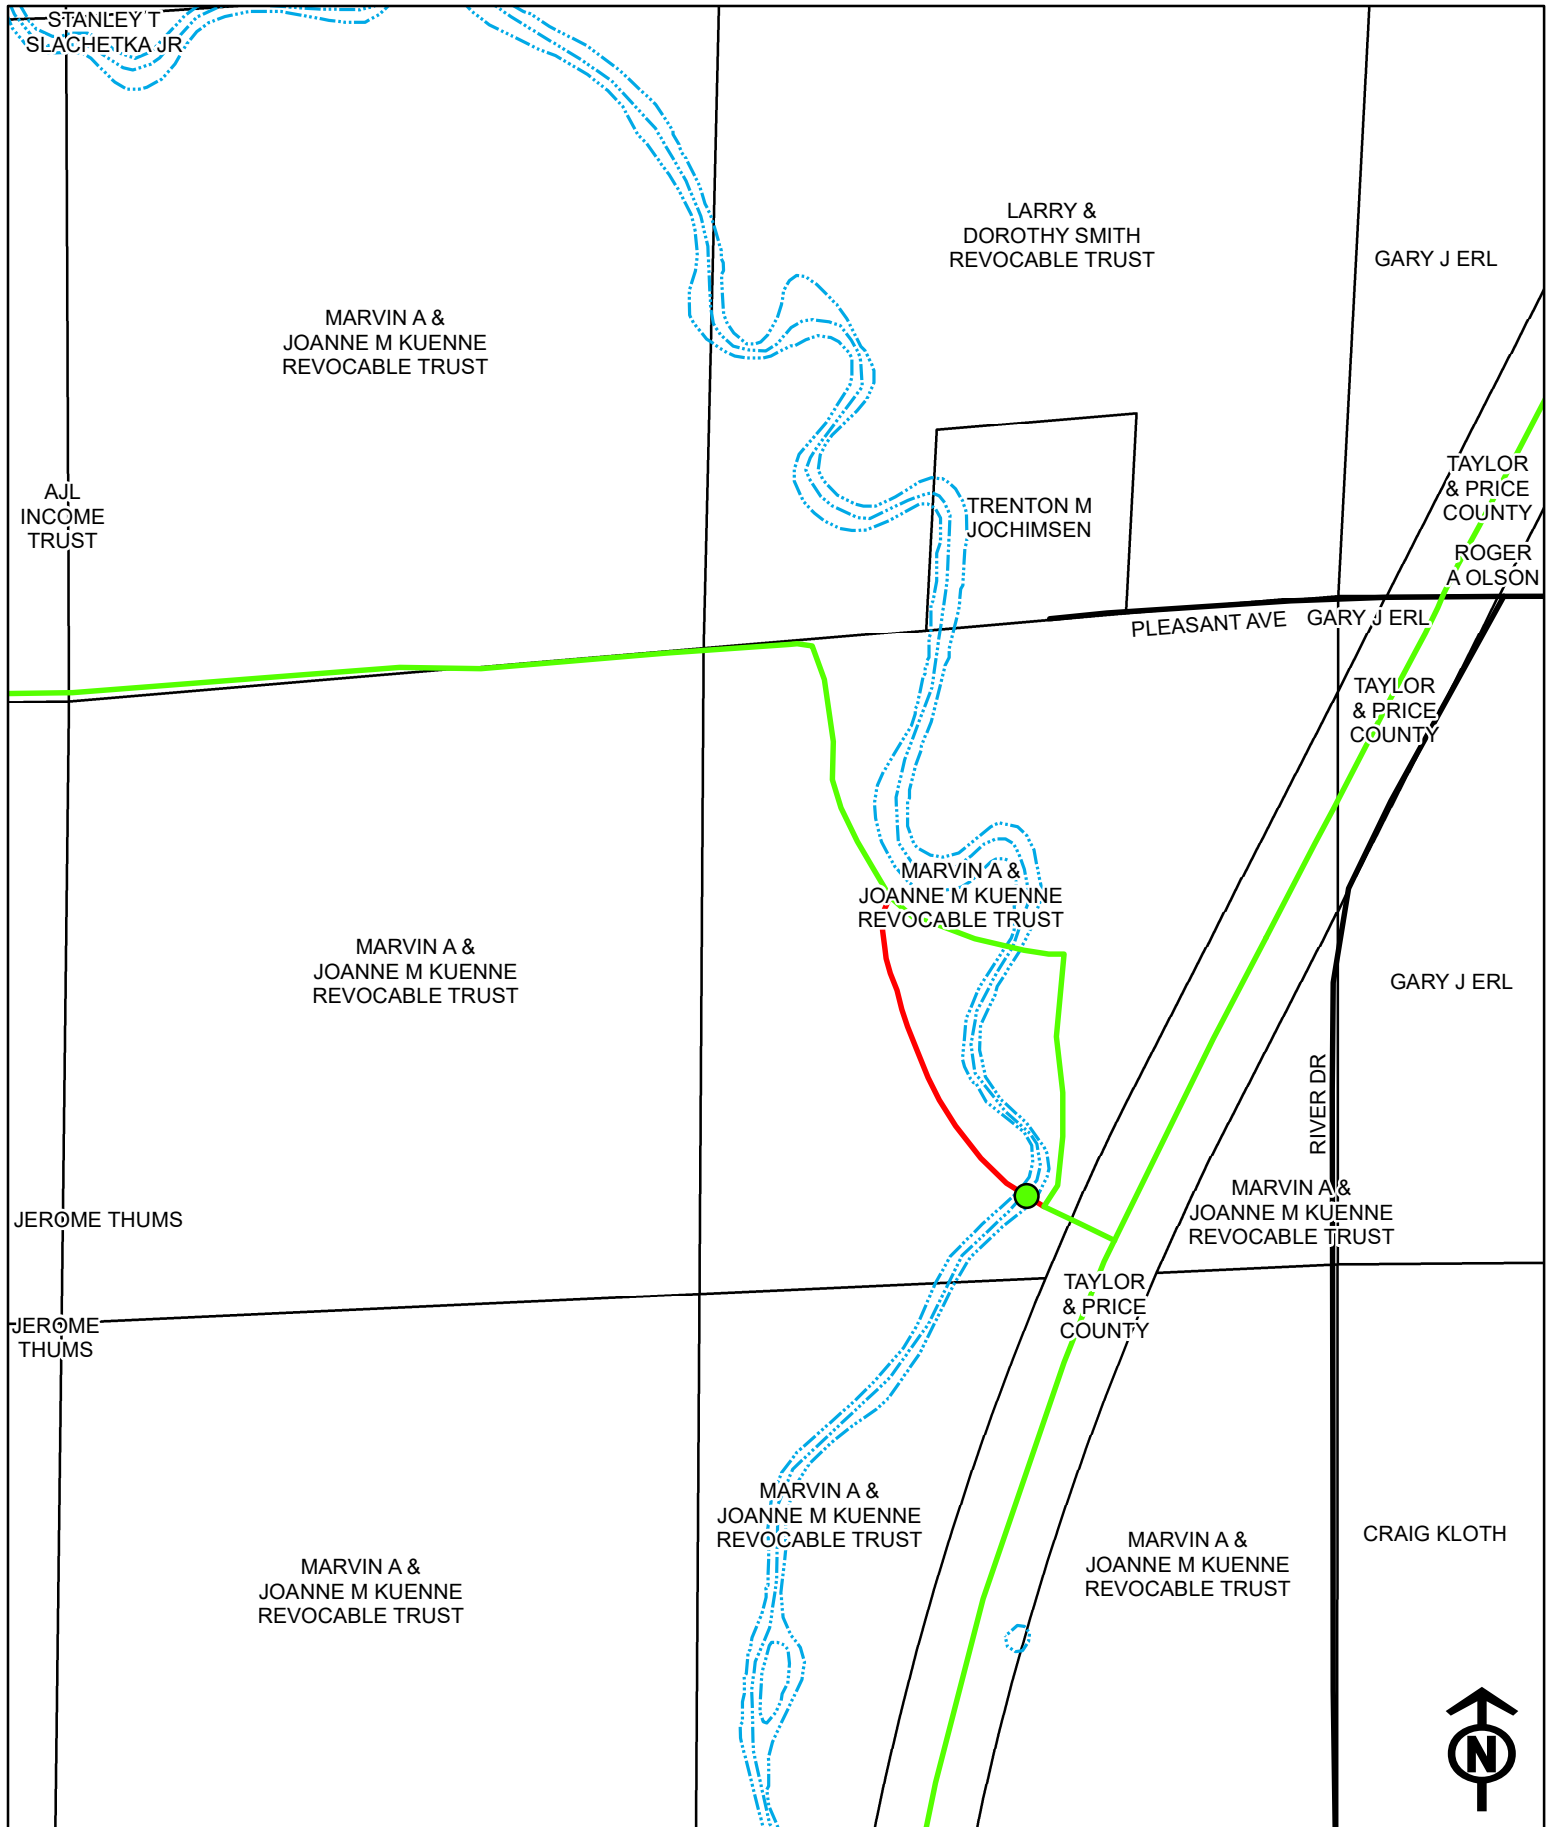 STANLEY T
SLACHETKA JR
LARRY &
DOROTHY SMITH
REVOCABLE TRUST
GARY J ERL
MARVIN A &
JOANNE M KUENNE
REVOCABLE TRUST
TAYLOR
& PRICE
COUNTY
AJL
INCOME
TRUST
TRENTON M
JOCHIMSEN
ROGER
A OLSON
PLEASANT AVE
GARY J ERL
TAYLOR
& PRICE
COUNTY
MARVIN A &
JOANNE M KUENNE
REVOCABLE TRUST
MARVIN A &
JOANNE M KUENNE
REVOCABLE TRUST
GARY J ERL
RIVER DR
MARVIN A &
JOANNE M KUENNE
REVOCABLE TRUST
JEROME THUMS
TAYLOR
& PRICE
COUNTY
JEROME
THUMS
MARVIN A &
JOANNE M KUENNE
REVOCABLE TRUST
CRAIG KLOTH
MARVIN A &
JOANNE M KUENNE
REVOCABLE TRUST
MARVIN A &
JOANNE M KUENNE
REVOCABLE TRUST
N